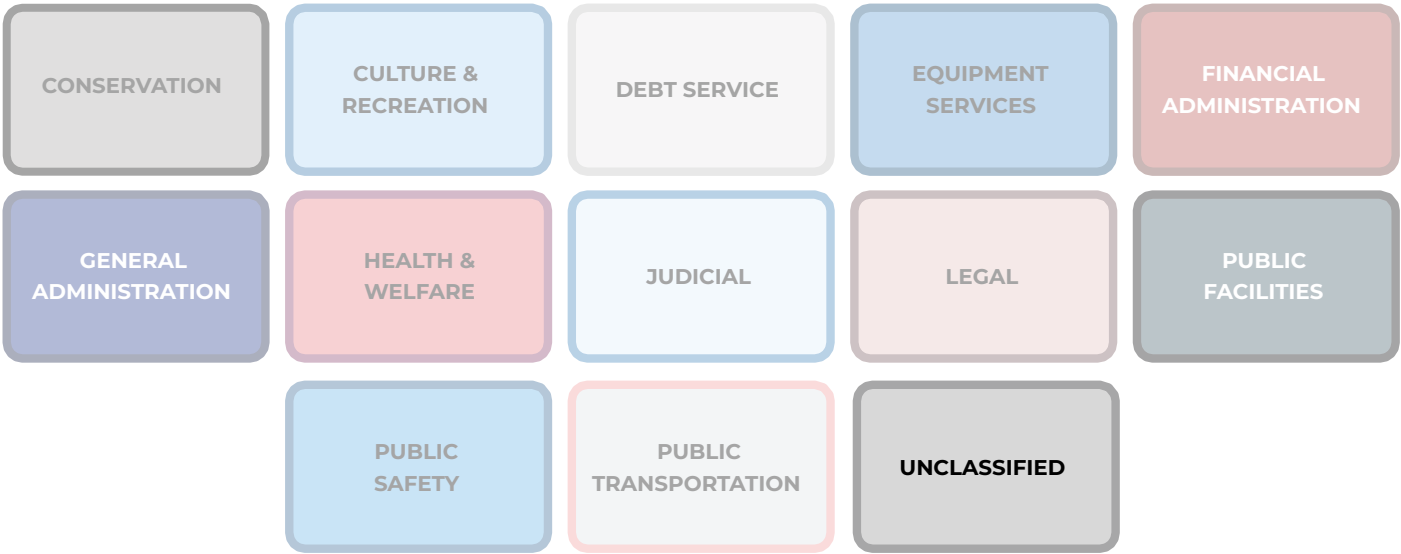 CONSERVATION
CULTURE &
RECREATION
DEBT SERVICE
EQUIPMENT
SERVICES
FINANCIAL
ADMINISTRATION
GENERAL
ADMINISTRATION
HEALTH &
WELFARE
JUDICIAL
LEGAL
PUBLIC
FACILITIES
PUBLIC
SAFETY
PUBLIC
TRANSPORTATION
UNCLASSIFIED